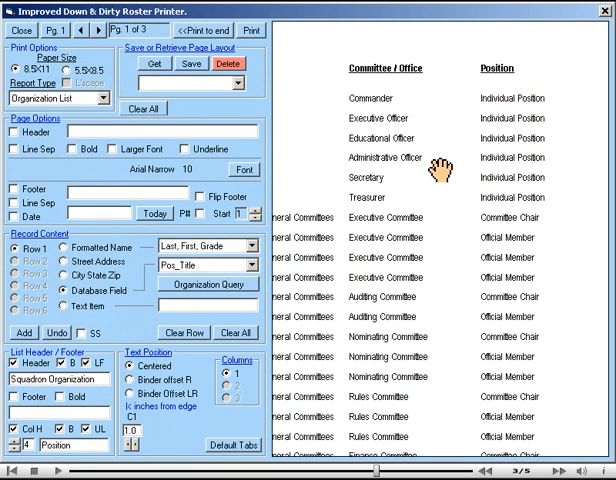 Improved Down & Dirty Roster Printer.
Close Pg. 1 Pg. 1 of 3 <<Print to end Print
Print Options
Paper Size
8.5X11 5.5X8.5
Report Type L'scape
Organization List
Save or Retrieve Page Layout
Get Save Delete
Clear All
Page Options
Header
Line Sep Bold Larger Font Underline
Arial Narrow 10 Font
Footer
Flip Footer
Line Sep
Date Today P# Start 1
Record Content
Row 1 Formatted Name Last, First, Grade
Row 2 Street Address
Row 3 City State Zip Pos_Title
Row 4 Database Field Organization Query
Row 5 Text Item
Row 6
Add Undo SS Clear Row Clear All
List Header / Footer
Header B LF
Squadron Organization
Footer Bold
Col H B UL
4 Position
Text Position
Centered
Binder offset R
Binder Offset LR
|< inches from edge
C1
1.0
Columns
1
2
3
Default Tabs
Committee / Office Position
Commander Individual Position
Executive Officer Individual Position
Educational Officer Individual Position
Administrative Officer Individual Position
Secretary Individual Position
Treasurer Individual Position
neral Committees Executive Committee Committee Chair
neral Committees Executive Committee Official Member
neral Committees Executive Committee Official Member
neral Committees Executive Committee Official Member
neral Committees Auditing Committee Committee Chair
neral Committees Auditing Committee Official Member
neral Committees Nominating Committee Committee Chair
neral Committees Nominating Committee Official Member
neral Committees Nominating Committee Official Member
neral Committees Rules Committee Committee Chair
neral Committees Rules Committee Official Member
neral Committees Rules Committee Official Member
neral Committees Finance Committee Committee Chair
3/5